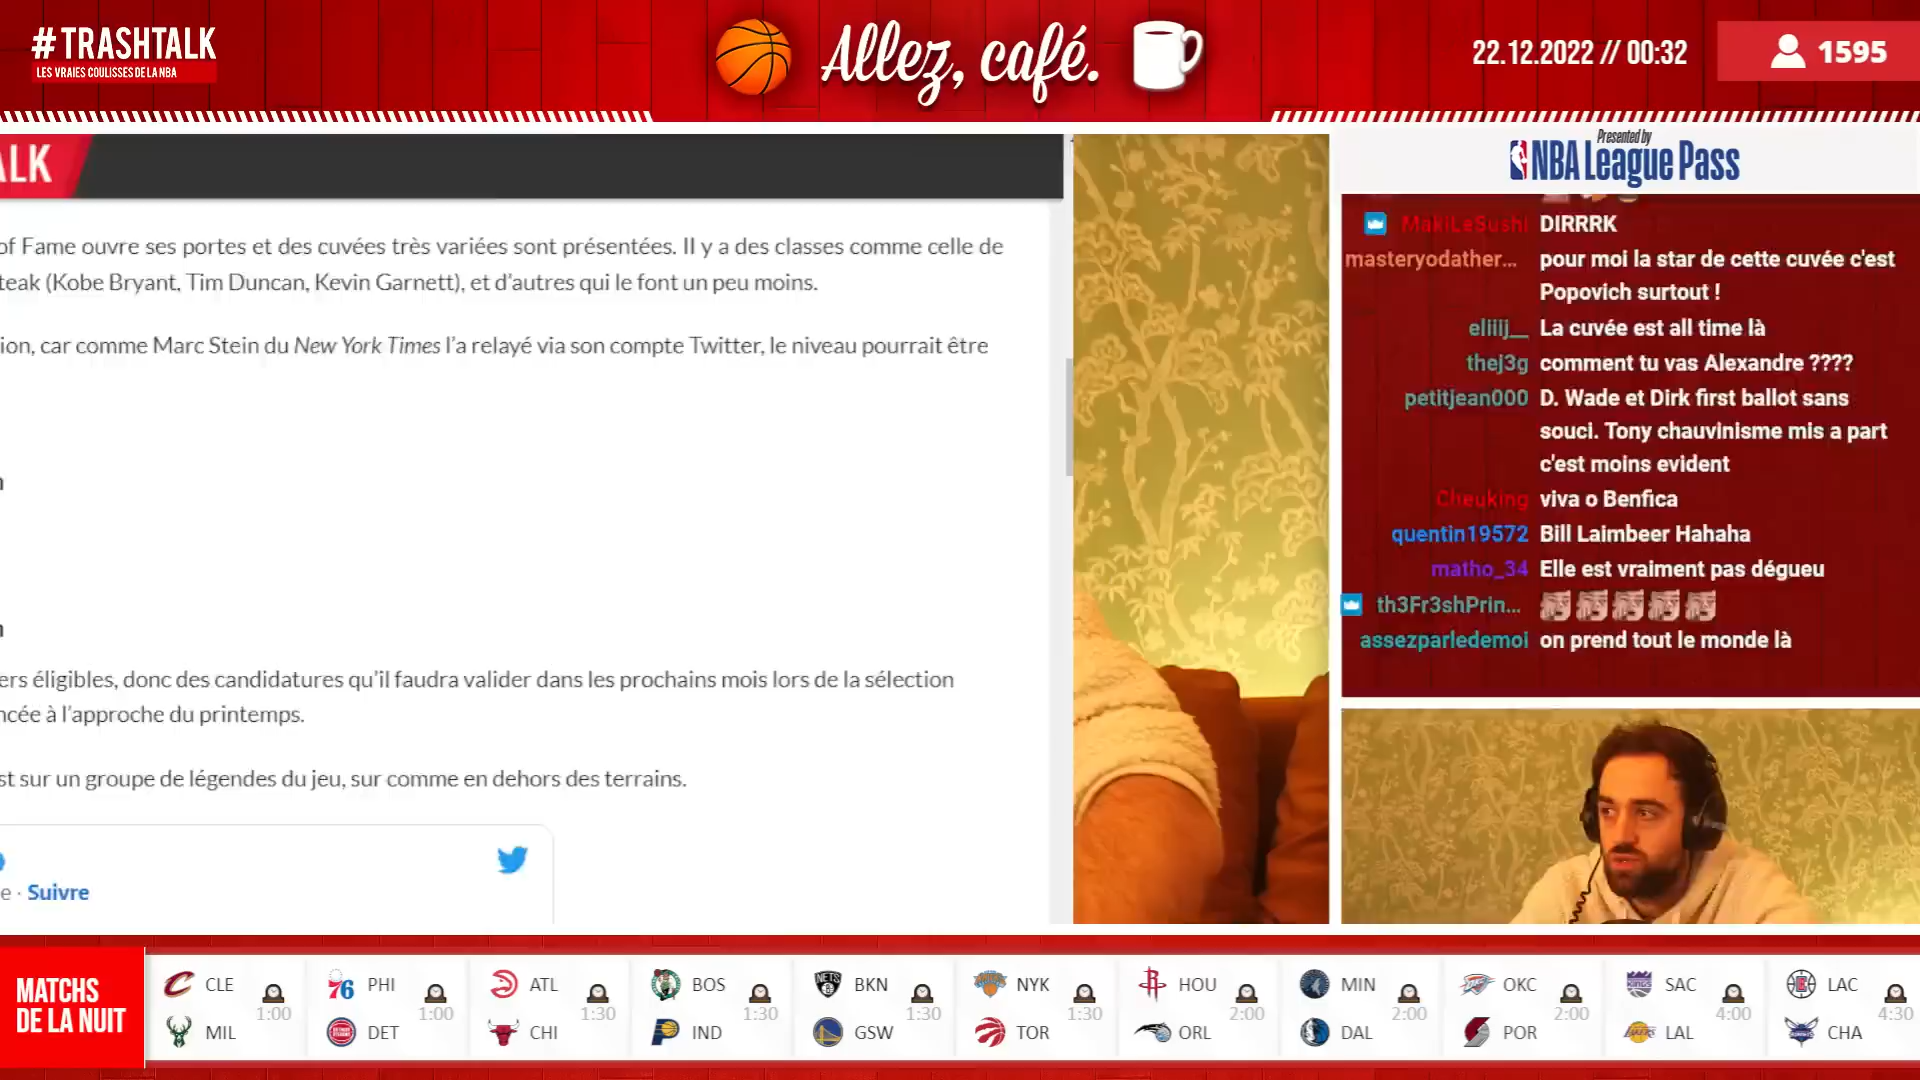 #TRASHTALK
LES VRAIES COULISSES DE LA NBA
Allez, café.
22.12.2022 // 00:32
1595
ALK
of Fame ouvre ses portes et des cuvées très variées sont présentées. Il y a des classes comme celle de
teak (Kobe Bryant, Tim Duncan, Kevin Garnett), et d'autres qui le font un peu moins.
ion, car comme Marc Stein du New York Times l'a relayé via son compte Twitter, le niveau pourrait être
n
n
ers éligibles, donc des candidatures qu'il faudra valider dans les prochains mois lors de la sélection
ncée à l'approche du printemps.
st sur un groupe de légendes du jeu, sur comme en dehors des terrains.
e · Suivre
Presented by
NBA League Pass
MakiLeSushi DIRRRK
masteryodather... pour moi la star de cette cuvée c'est
Popovich surtout !
eliiij__ La cuvée est all time là
thej3g comment tu vas Alexandre ????
petitjean000 D. Wade et Dirk first ballot sans
souci. Tony chauvinisme mis a part
c'est moins evident
Cheuking viva o Benfica
quentin19572 Bill Laimbeer Hahaha
matho_34 Elle est vraiment pas dégueu
th3Fr3shPrin...
assezparledemoi on prend tout le monde là
MATCHS
DE LA NUIT
CLE
MIL
1:00
76
PHI
DET
1:00
ATL
CHI
1:30
BOS
IND
1:30
NETS
BKN
GSW
1:30
NYK
TOR
1:30
HOU
ORL
2:00
MIN
DAL
2:00
OKC
POR
2:00
SAC
LAL
4:00
LAC
CHA
4:30